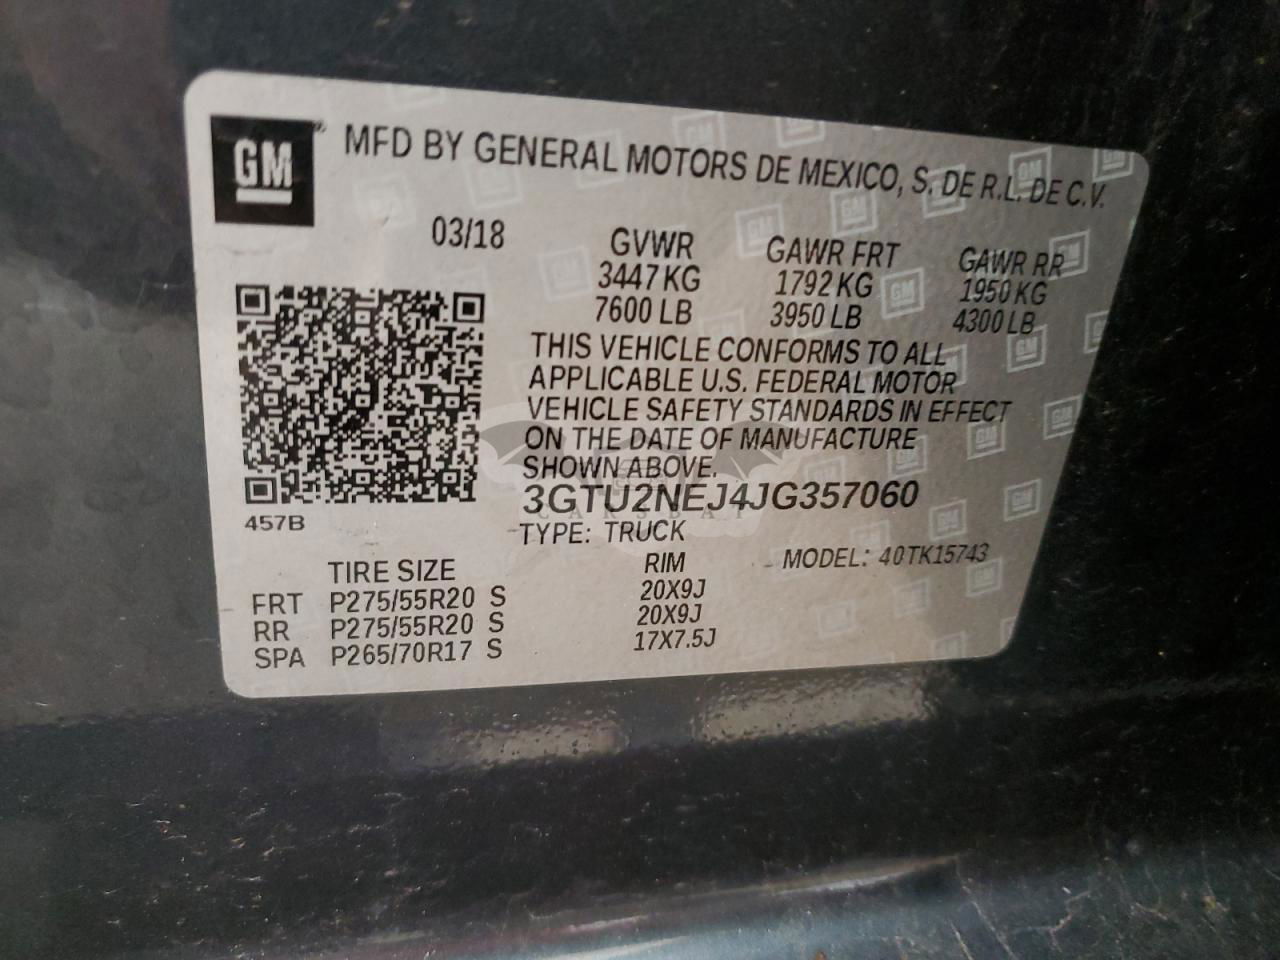 GM
MFD BY GENERAL MOTORS DE MEXICO, S. DE R.L. DE C.V.
03/18
GVWR GAWR FRT GAWR RR
3447 KG 1792 KG 1950 KG
7600 LB 3950 LB 4300 LB
THIS VEHICLE CONFORMS TO ALL
APPLICABLE U.S. FEDERAL MOTOR
VEHICLE SAFETY STANDARDS IN EFFECT
ON THE DATE OF MANUFACTURE
SHOWN ABOVE.
3GTU2NEJ4JG357060
CARSBAT
457B
TYPE: TRUCK
MODEL: 40TK15743
TIRE SIZE RIM
FRT P275/55R20 S 20X9J
RR P275/55R20 S 20X9J
SPA P265/70R17 S 17X7.5J